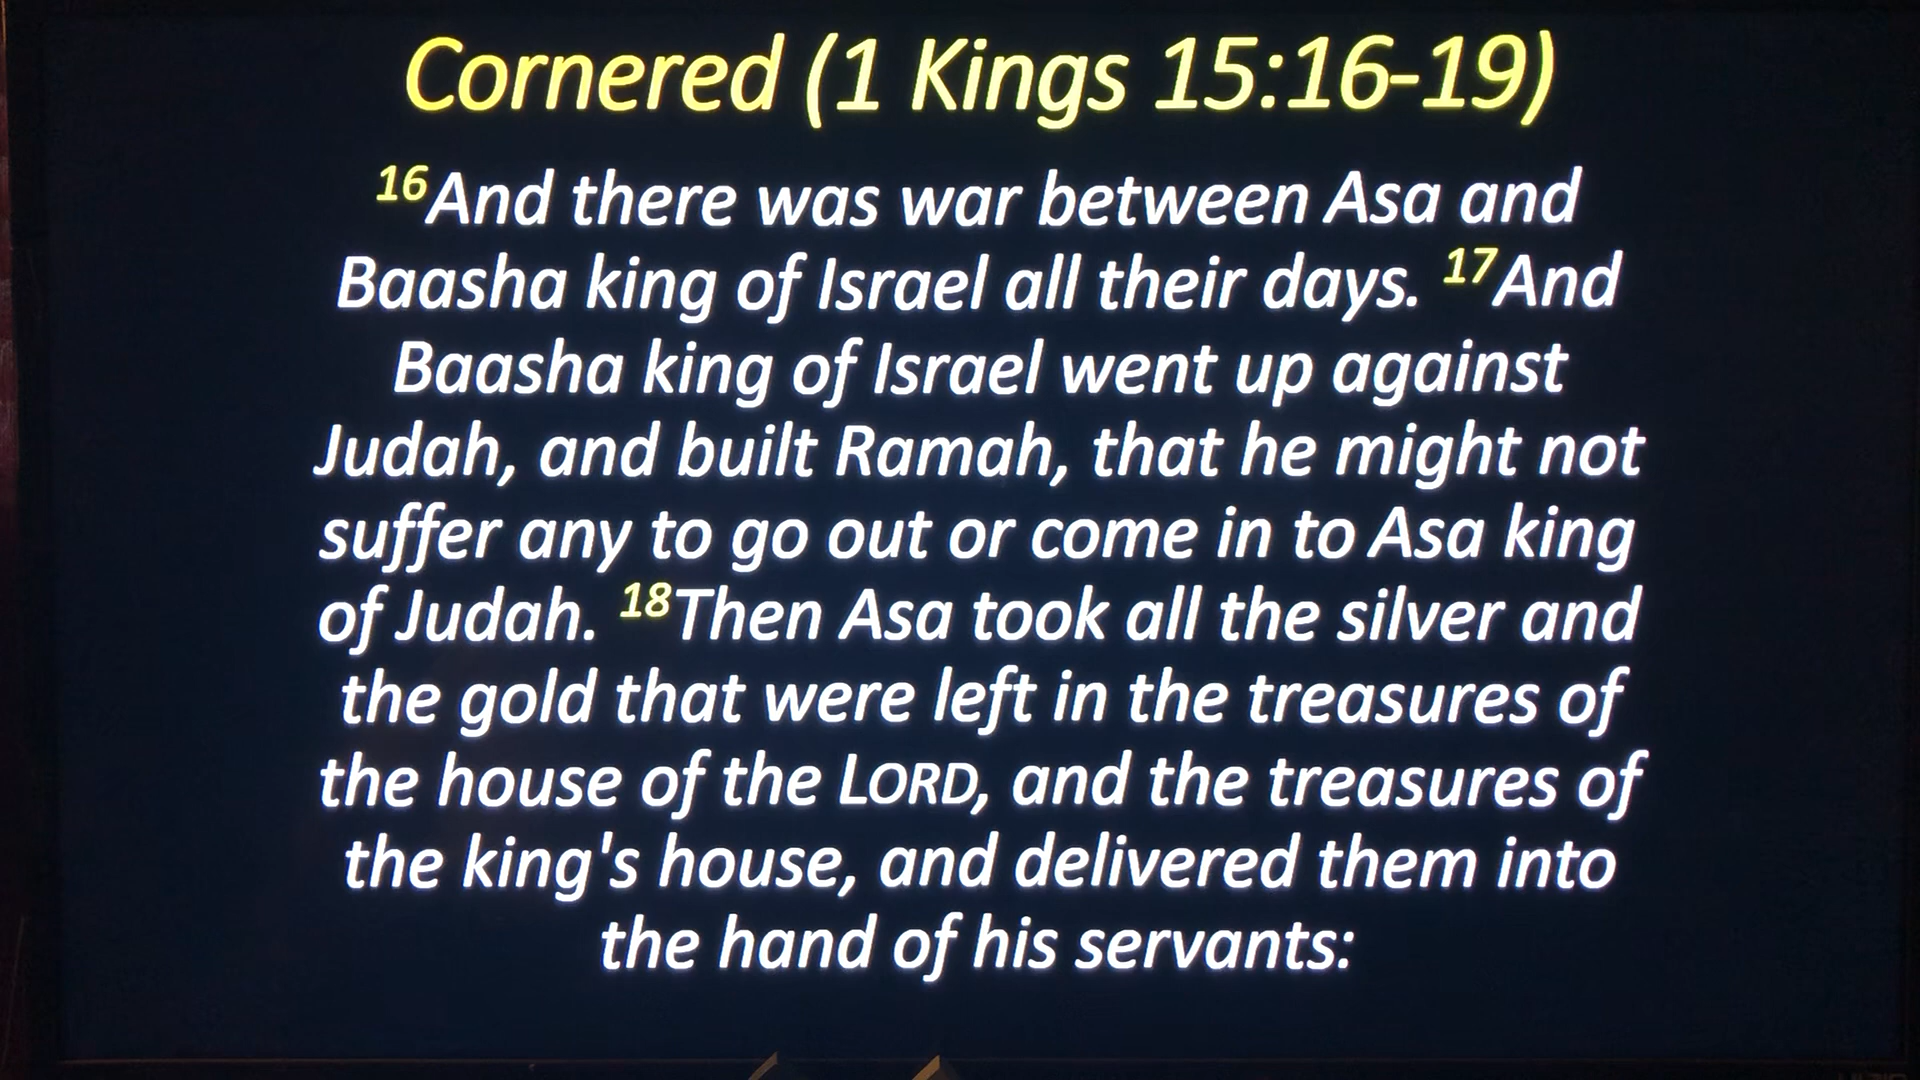 Cornered (1 Kings 15:16-19)
16And there was war between Asa and
Baasha king of Israel all their days. 17And
Baasha king of Israel went up against
Judah, and built Ramah, that he might not
suffer any to go out or come in to Asa king
of Judah. 18Then Asa took all the silver and
the gold that were left in the treasures of
the house of the LORD, and the treasures of
the king's house, and delivered them into
the hand of his servants: